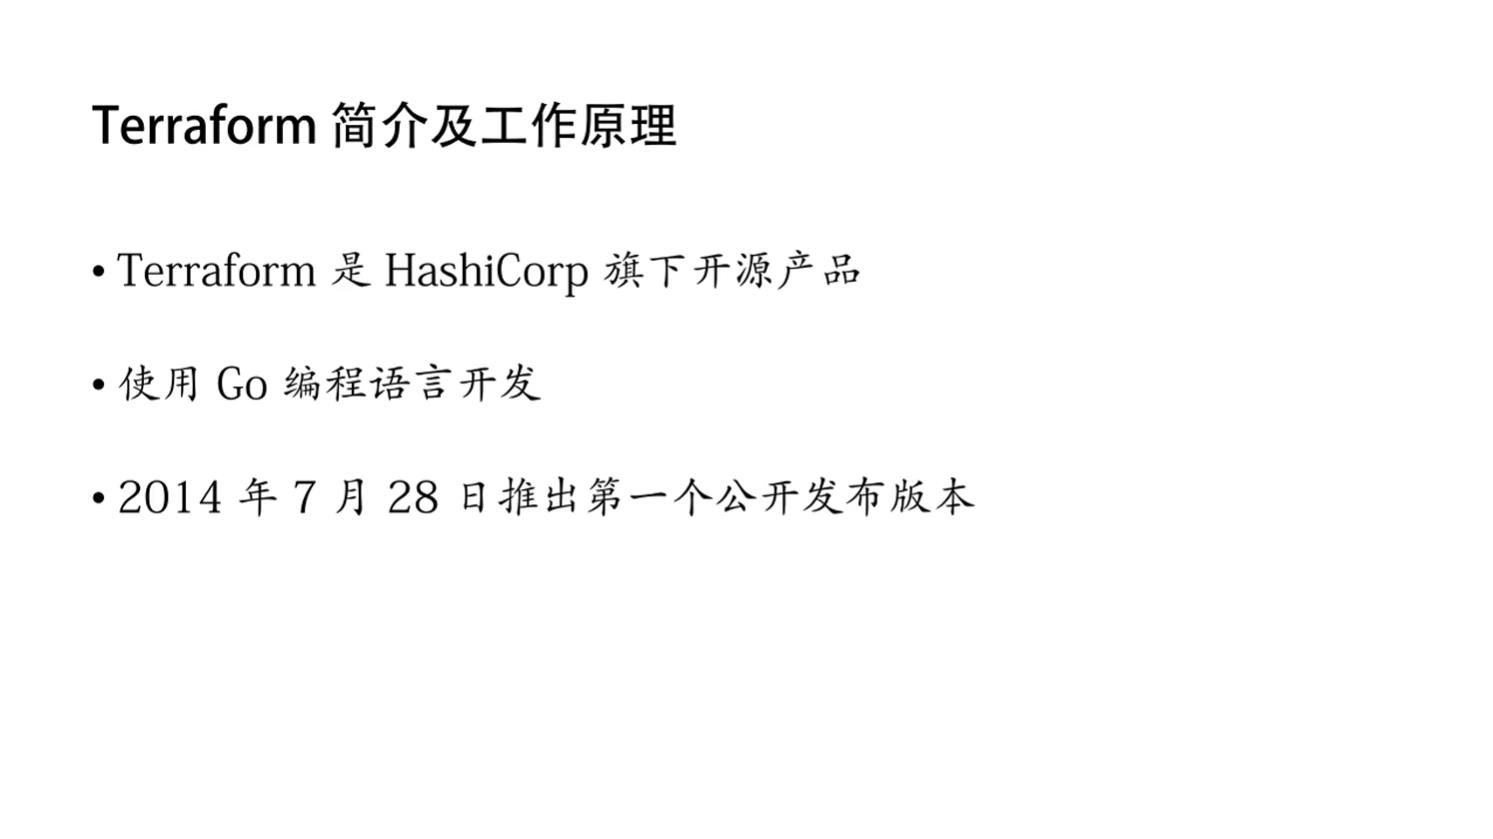 Terraform 简介及工作原理
• Terraform 是 HashiCorp 旗下开源产品
• 使用 Go 编程语言开发
• 2014 年 7 月 28 日推出第一个公开发布版本